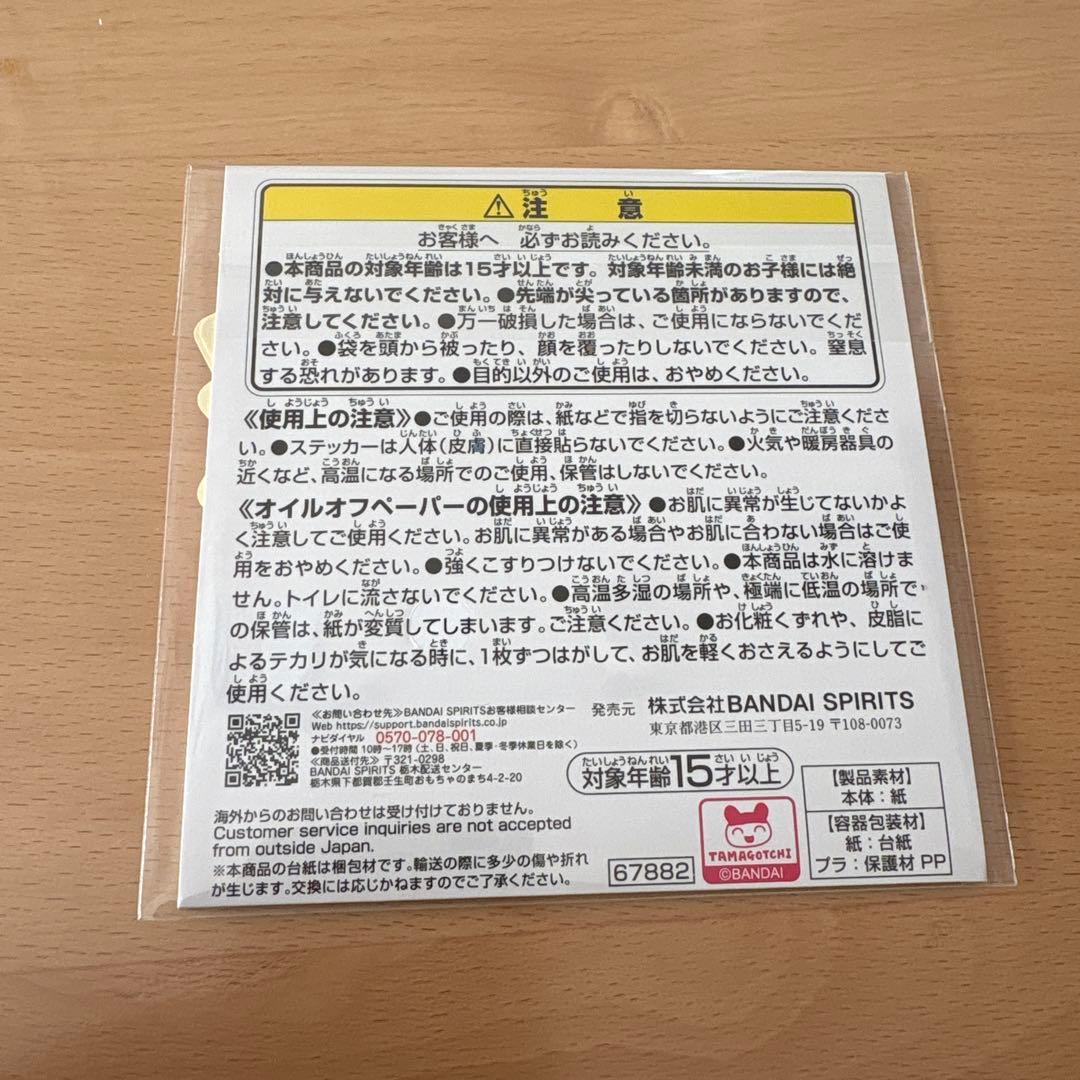 ⚠注意
お客様へ 必ずお読みください。
●本商品の対象年齢は15才以上です。対象年齢未満のお子様には絶
対に与えないでください。●先端が尖っている箇所がありますので、
注意してください。●万一破損した場合は、ご使用にならないでくだ
さい。●袋を頭から被ったり、顔を覆ったりしないでください。窒息
する恐れがあります。●目的以外のご使用は、おやめください。
《使用上の注意》●ご使用の際は、紙などで指を切らないようにご注意くださ
い。●ステッカーは人体(皮膚)に直接貼らないでください。●火気や暖房器具の
近くなど、高温になる場所でのご使用、保管はしないでください。
《オイルオフペーパーの使用上の注意》●お肌に異常が生じてないかよ
く注意してご使用ください。お肌に異常がある場合やお肌に合わない場合はご使
用をおやめください。●強くこすりつけないでください。●本商品は水に溶けま
せん。トイレに流さないでください。●高温多湿の場所や、極端に低温の場所で
の保管は、紙が変質してしまいます。ご注意ください。●お化粧くずれや、皮脂に
よるテカリが気になる時に、1枚ずつはがして、お肌を軽くおさえるようにしてご
使用ください。
《お問い合わせ先》BANDAI SPIRITSお客様相談センター
Web https://support.bandaispirits.co.jp
ナビダイヤル 0570-078-001
●受付時間 10時〜17時(土、日、祝日、夏季・冬季休業日を除く)
《商品送付先》〒321-0298
BANDAI SPIRITS 栃木配送センター
栃木県下都賀郡壬生町おもちゃのまち4-2-20
発売元 株式会社BANDAI SPIRITS
東京都港区三田三丁目5-19 〒108-0073
対象年齢15才以上
海外からのお問い合わせは受け付けておりません。
Customer service inquiries are not accepted
from outside Japan.
※本商品の台紙は梱包材です。輸送の際に多少の傷や折れ
が生じます。交換には応じかねますのでご了承ください。
67882
TAMAGOTCHI
©BANDAI
【製品素材】
本体:紙
【容器包装材】
紙:台紙
プラ:保護材 PP